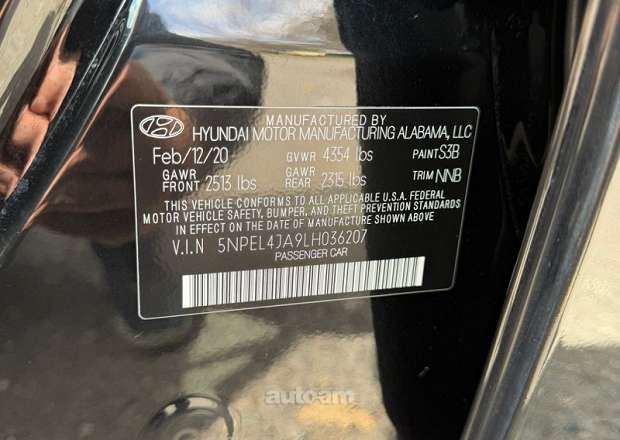 MANUFACTURED BY
HYUNDAI MOTOR MANUFACTURING ALABAMA, LLC
Feb/12/20 GVWR 4354 lbs PAINT S3B
GAWR FRONT 2513 lbs GAWR REAR 2315 lbs TRIM NNB
THIS VEHICLE CONFORMS TO ALL APPLICABLE U.S.A. FEDERAL
MOTOR VEHICLE SAFETY, BUMPER, AND THEFT PREVENTION STANDARDS
IN EFFECT ON THE DATE OF MANUFACTURE SHOWN ABOVE
V.I.N 5NPEL4JA9LH036207
PASSENGER CAR
autoam